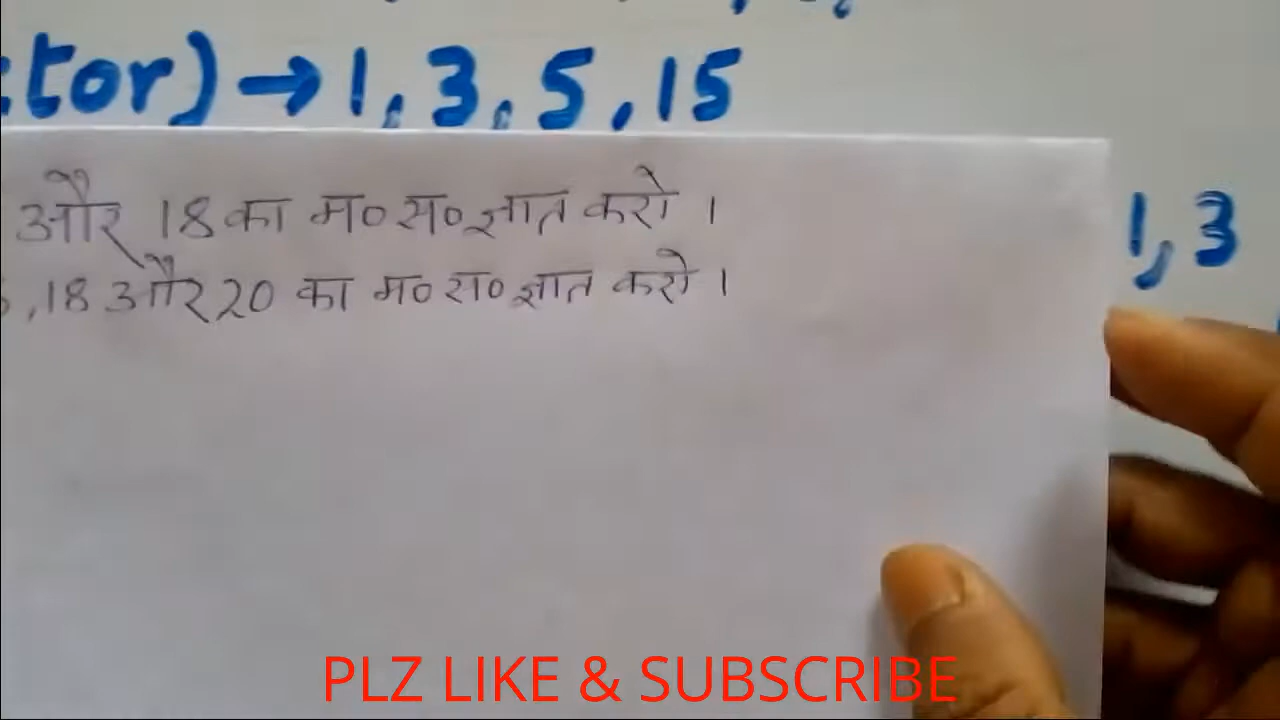 ctor) → 1, 3, 5, 15
1, 3
और 18 का म० स० ज्ञात करो ।
,18 और 20 का म० स० ज्ञात करो ।
PLZ LIKE & SUBSCRIBE